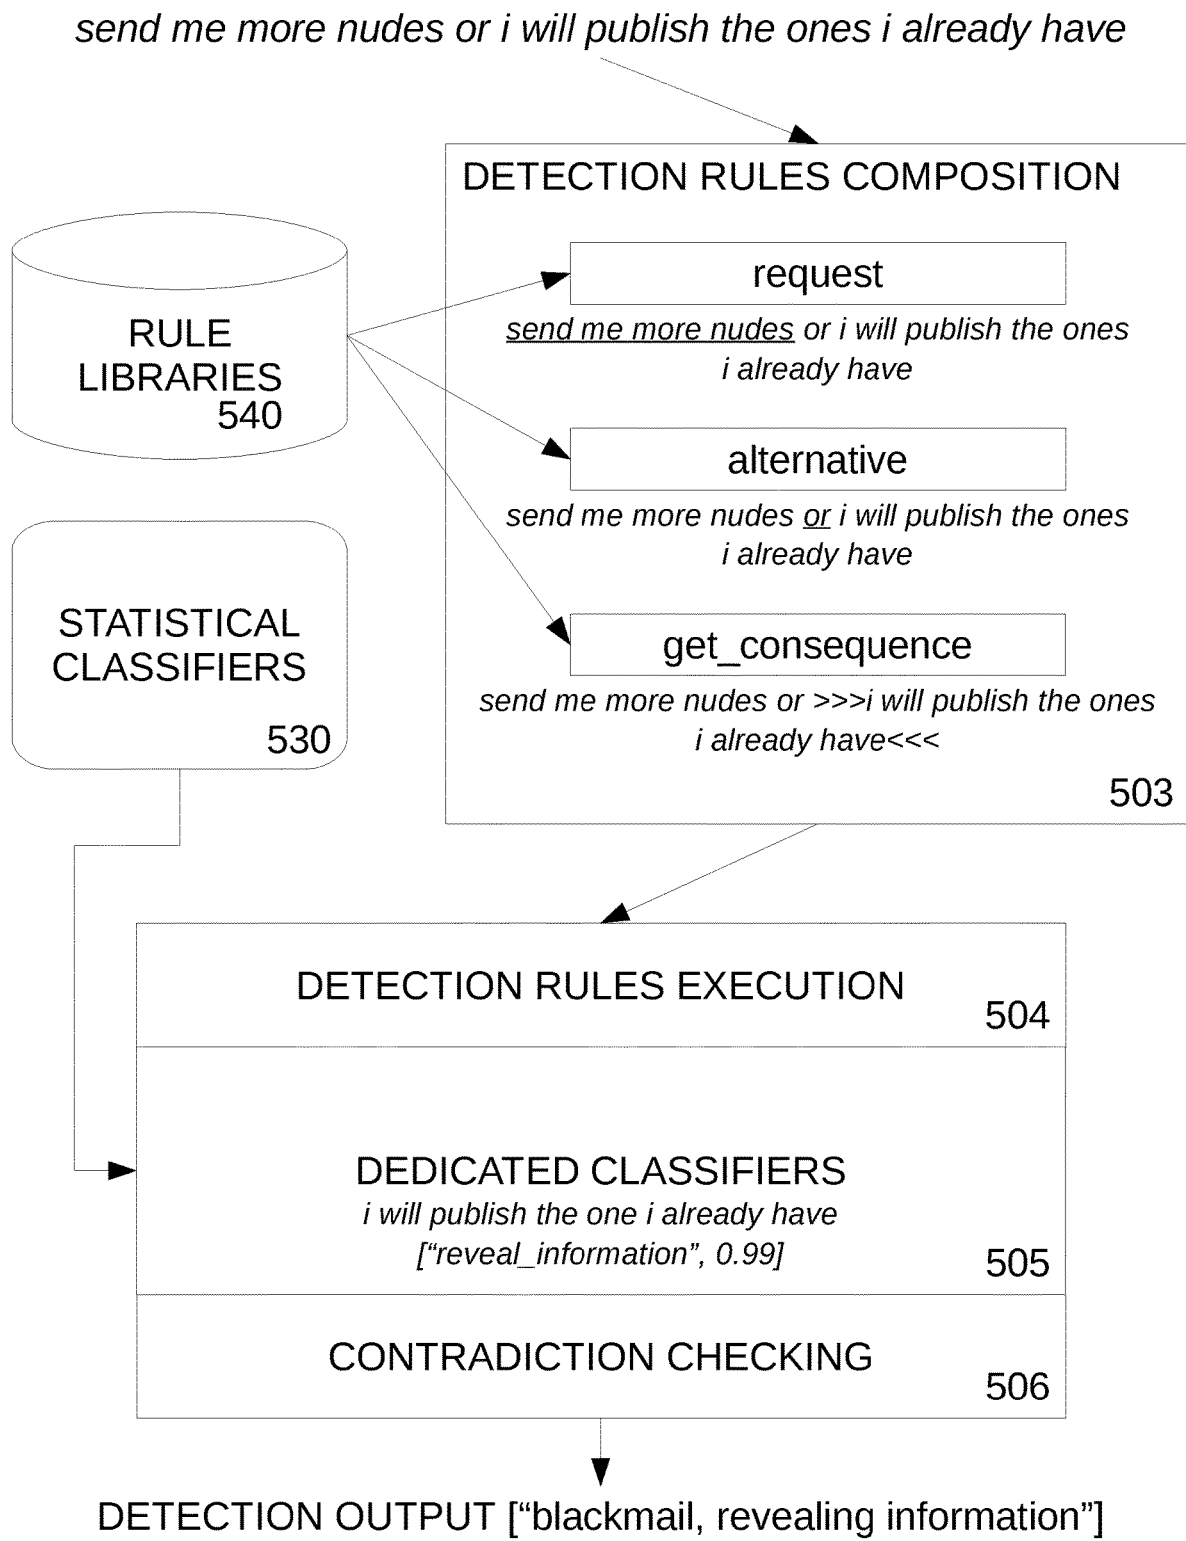 send me more nudes or i will publish the ones i already have
DETECTION RULES COMPOSITION
request
send me more nudes or i will publish the ones
i already have
RULE
LIBRARIES
540
alternative
send me more nudes or i will publish the ones
i already have
STATISTICAL
CLASSIFIERS
530
get_consequence
send me more nudes or >>>i will publish the ones
i already have<<<
503
DETECTION RULES EXECUTION
504
DEDICATED CLASSIFIERS
i will publish the one i already have
[“reveal_information”, 0.99]
505
CONTRADICTION CHECKING
506
DETECTION OUTPUT [“blackmail, revealing information”]